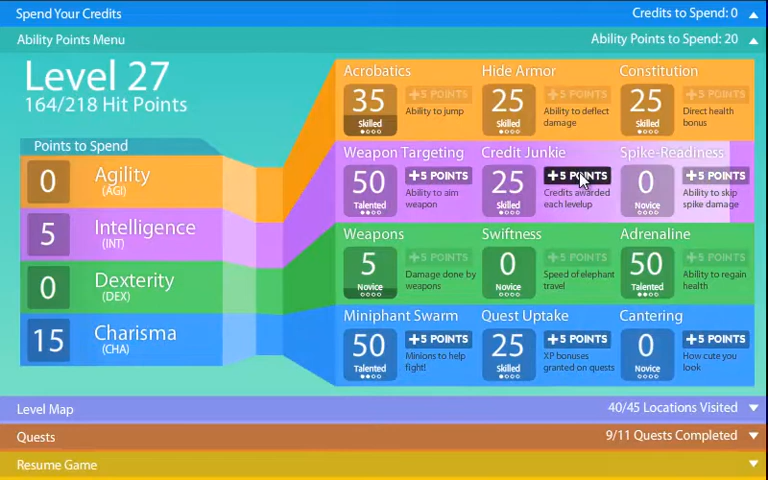 Spend Your Credits
Credits to Spend: 0
Ability Points Menu
Ability Points to Spend: 20
Level 27
164/218 Hit Points
Points to Spend
0
Agility
(AGI)
5
Intelligence
(INT)
0
Dexterity
(DEX)
15
Charisma
(CHA)
Acrobatics
35
Skilled
+5 POINTS
Ability to jump
Hide Armor
25
Skilled
+5 POINTS
Ability to deflect
damage
Constitution
25
Skilled
+5 POINTS
Direct health
bonus
Weapon Targeting
50
Talented
+5 POINTS
Ability to aim
weapon
Credit Junkie
25
Skilled
+5 POINTS
Credits awarded
each levelup
Spike-Readiness
0
Novice
+5 POINTS
Ability to skip
spike damage
Weapons
5
Novice
+5 POINTS
Damage done by
weapons
Swiftness
0
Novice
+5 POINTS
Speed of elephant
travel
Adrenaline
50
Talented
+5 POINTS
Ability to regain
health
Miniphant Swarm
50
Talented
+5 POINTS
Minions to help
fight!
Quest Uptake
25
Skilled
+5 POINTS
XP bonuses
granted on quests
Cantering
0
Novice
+5 POINTS
How cute you
look
Level Map
40/45 Locations Visited
Quests
9/11 Quests Completed
Resume Game